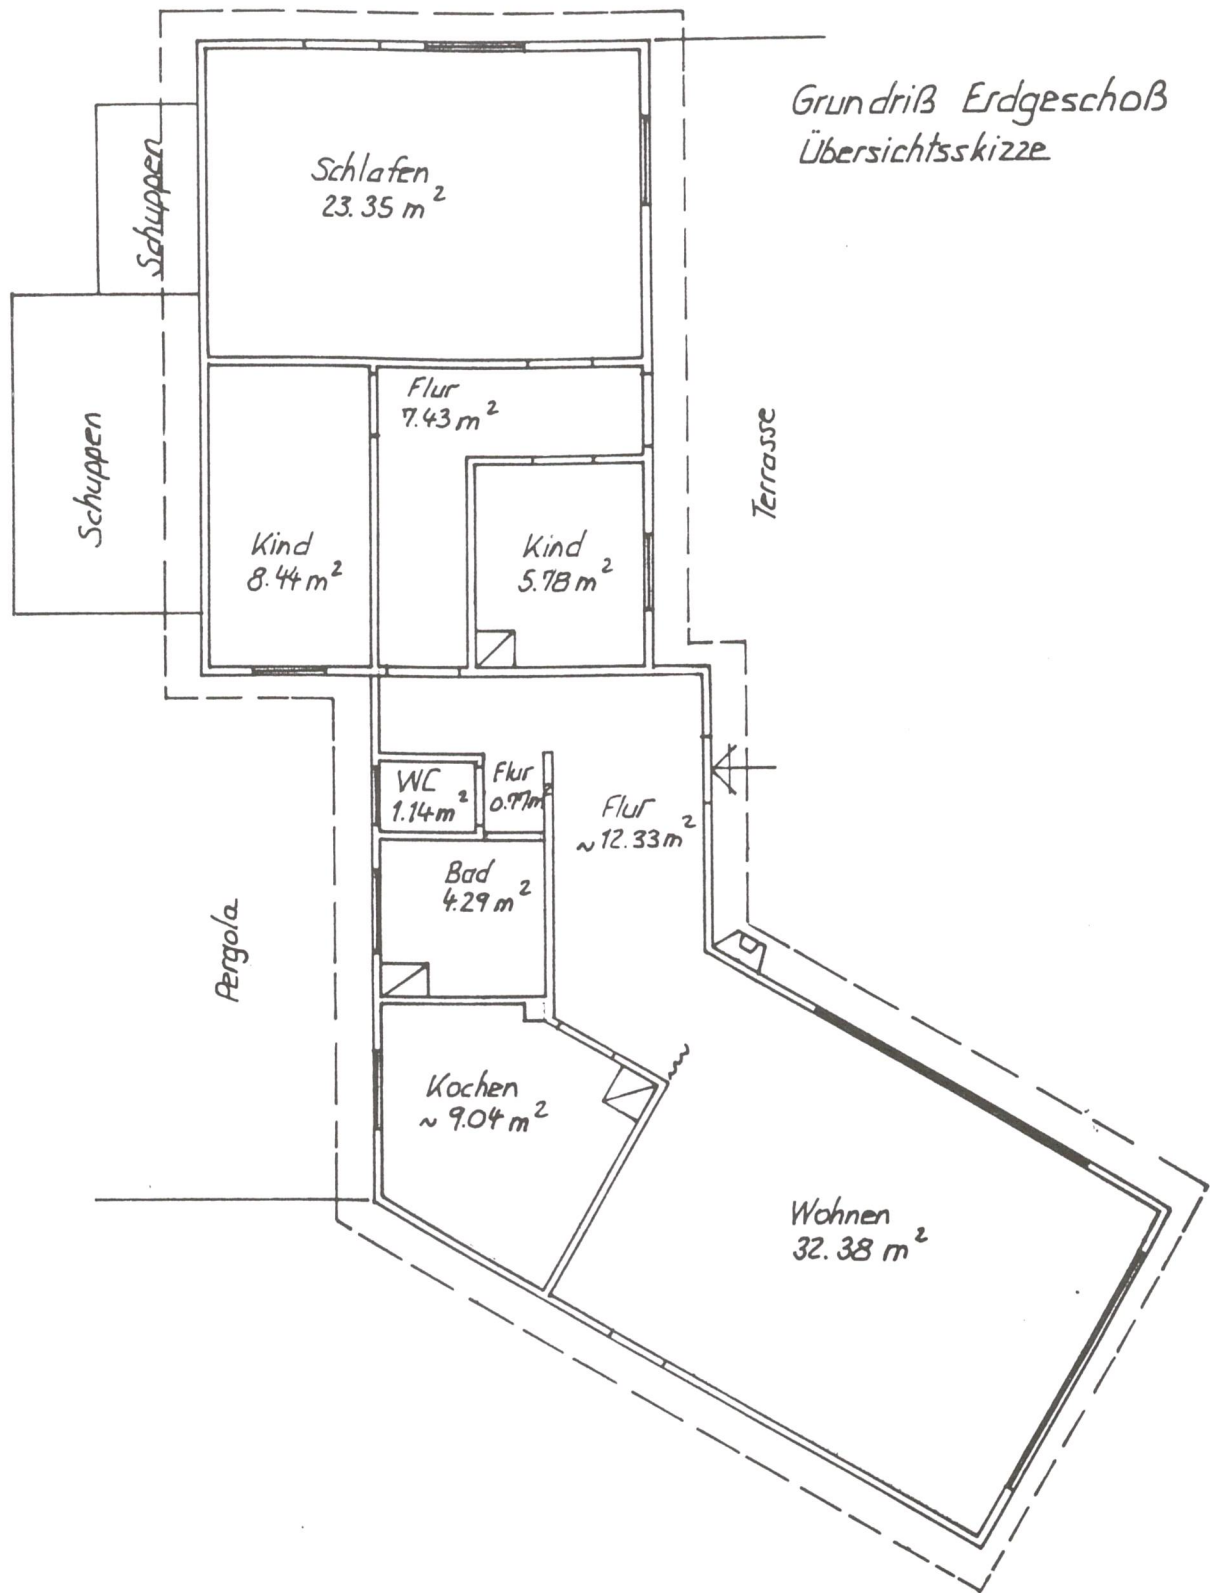 Grundriß Erdgeschoß
Übersichtsskizze
Schuppen
Schlafen
23.35 m²
Schuppen
Flur
7.43 m²
Terrasse
Kind
8.44 m²
Kind
5.78 m²
WC
1.14 m²
Flur
0.77 m²
Flur
~ 12.33 m²
Bad
4.29 m²
Pergola
Kochen
~ 9.04 m²
Wohnen
32.38 m²